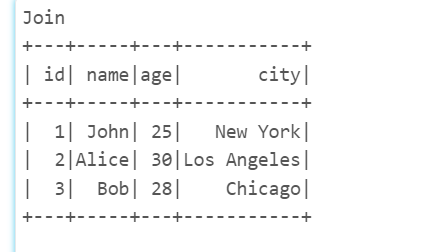 Join
+---+-----+---+-----------+
| id| name|age|       city|
+---+-----+---+-----------+
|  1| John| 25|   New York|
|  2|Alice| 30|Los Angeles|
|  3|  Bob| 28|    Chicago|
+---+-----+---+-----------+